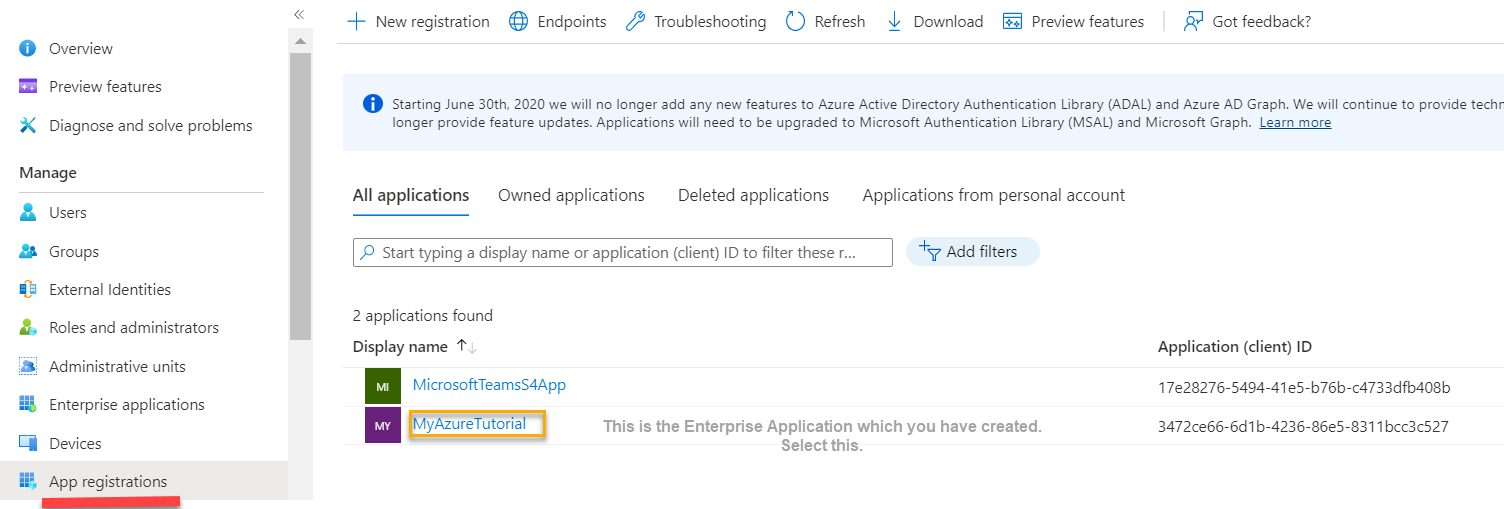 «
Overview
Preview features
Diagnose and solve problems
Manage
Users
Groups
External Identities
Roles and administrators
Administrative units
Enterprise applications
Devices
App registrations
New registration Endpoints Troubleshooting Refresh Download Preview features Got feedback?
Starting June 30th, 2020 we will no longer add any new features to Azure Active Directory Authentication Library (ADAL) and Azure AD Graph. We will continue to provide techn
longer provide feature updates. Applications will need to be upgraded to Microsoft Authentication Library (MSAL) and Microsoft Graph. Learn more
All applications Owned applications Deleted applications Applications from personal account
Start typing a display name or application (client) ID to filter these r... Add filters
2 applications found
Display name Application (client) ID
MI MicrosoftTeamsS4App 17e28276-5494-41e5-b76b-c4733dfb408b
MY MyAzureTutorial This is the Enterprise Application which you have created. 3472ce66-6d1b-4236-86e5-8311bcc3c527
Select this.